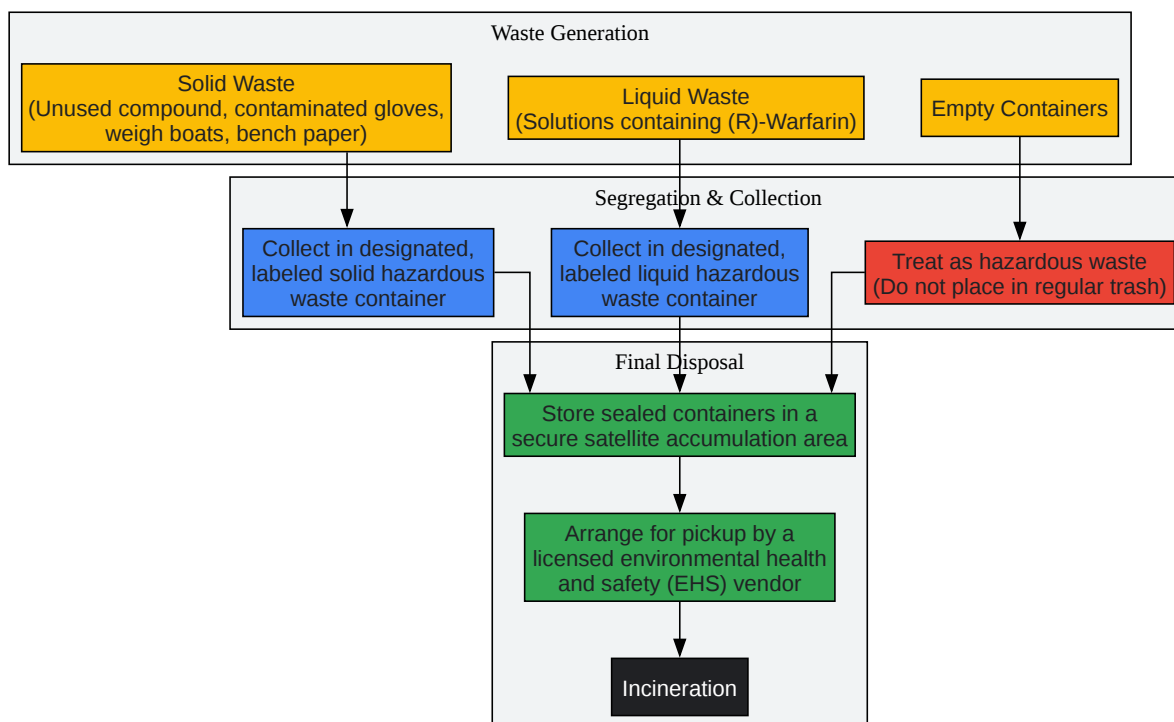 Waste Generation
Solid Waste
(Unused compound, contaminated gloves,
weigh boats, bench paper)
Liquid Waste
(Solutions containing (R)-Warfarin)
Empty Containers
Segregation & Collection
Collect in designated,
labeled solid hazardous
waste container
Collect in designated,
labeled liquid hazardous
waste container
Treat as hazardous waste
(Do not place in regular trash)
Final Disposal
Store sealed containers in a
secure satellite accumulation area
Arrange for pickup by a
licensed environmental health
and safety (EHS) vendor
Incineration